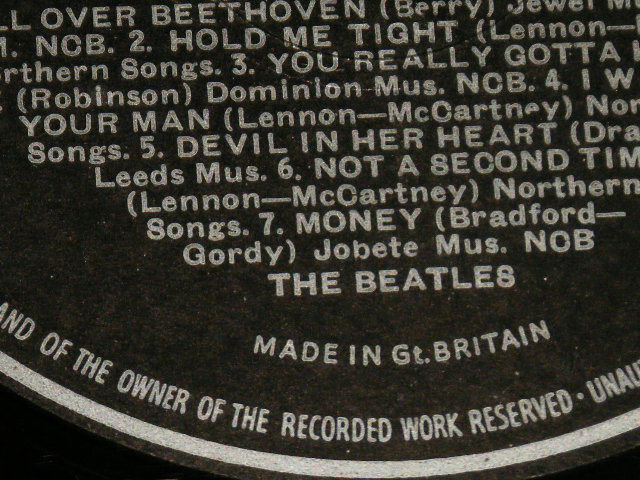 LL OVER BEETHOVEN (Berry) Jewel M
1. NCB. 2. HOLD ME TIGHT (Lennon—
orthern Songs. 3. YOU REALLY GOTTA
(Robinson) Dominion Mus. NCB. 4. I W
YOUR MAN (Lennon—McCartney) Nor
Songs. 5. DEVIL IN HER HEART (Dra
Leeds Mus. 6. NOT A SECOND TIM
(Lennon—McCartney) Northern
Songs. 7. MONEY (Bradford—
Gordy) Jobete Mus. NCB
THE BEATLES
MADE IN Gt. BRITAIN
AND OF THE OWNER OF THE RECORDED WORK RESERVED · UNAU